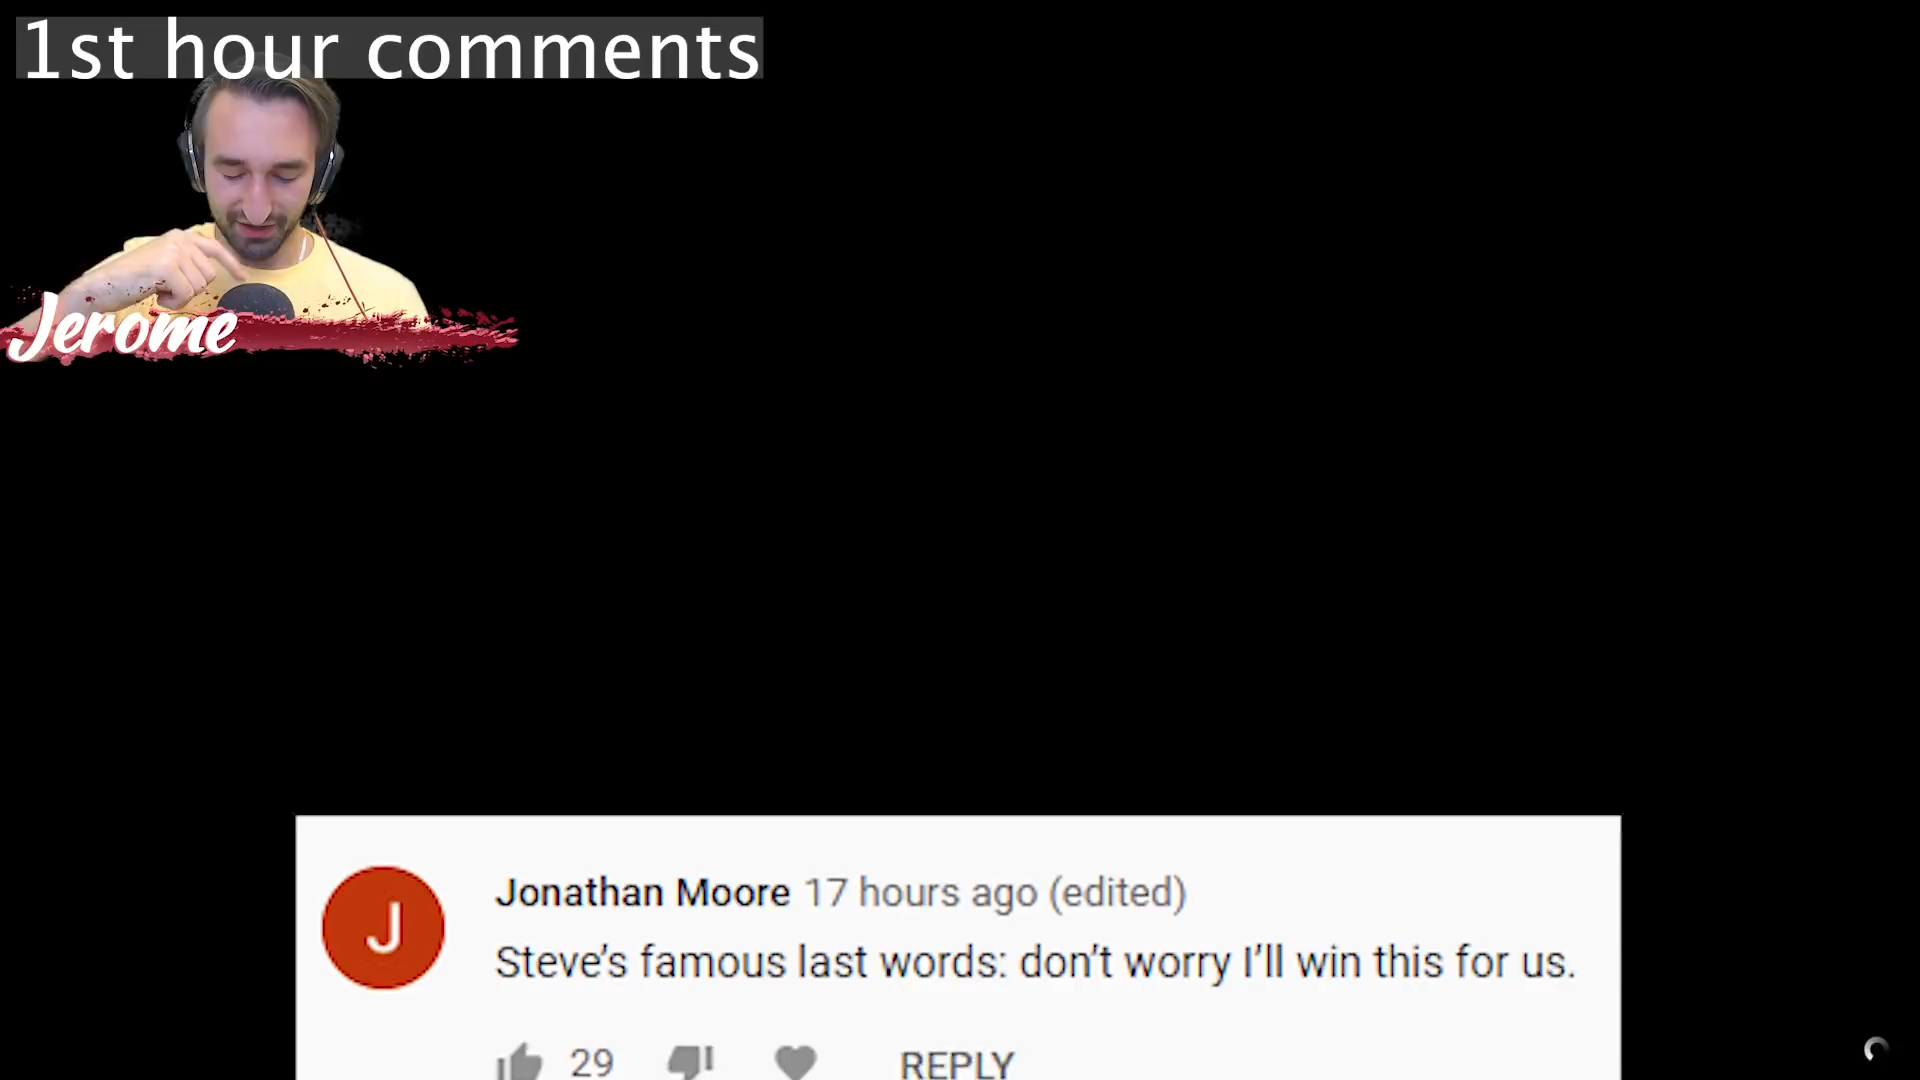 1st hour comments
Jerome
J
Jonathan Moore 17 hours ago (edited)
Steve’s famous last words: don’t worry I’ll win this for us.
29 REPLY